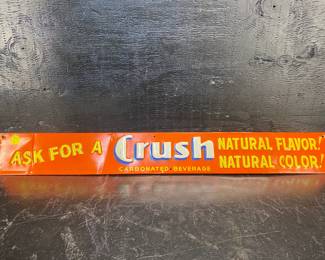 ASK FOR A Crush NATURAL FLAVOR!
NATURAL COLOR!
CARBONATED BEVERAGE